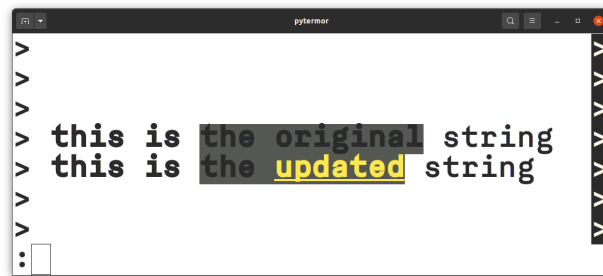 pytermor
> >
> >
> >
> this is the original string >
> this is the updated string >
> >
> >
: